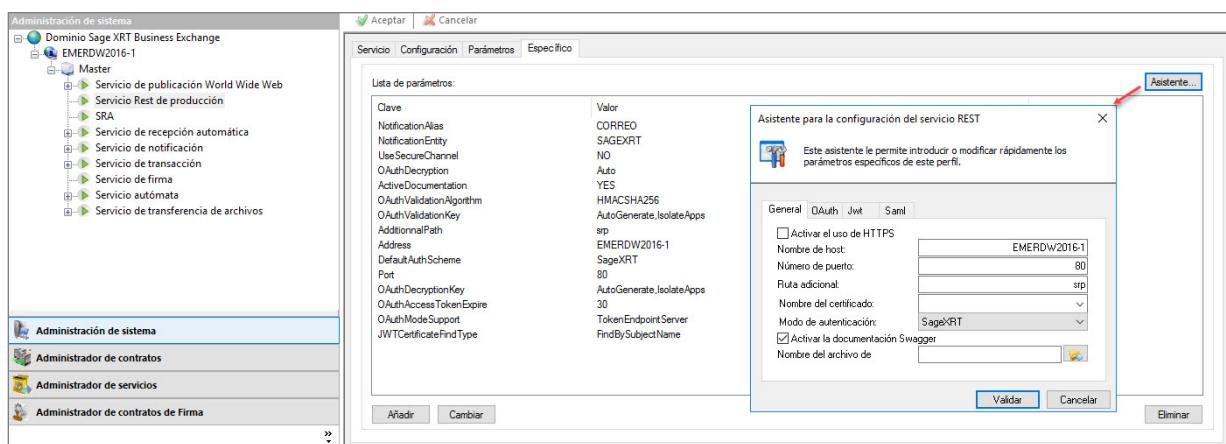 Administración de sistema
Dominio Sage XRT Business Exchange
EMERDW2016-1
Master
Servicio de publicación World Wide Web
Servicio Rest de producción
SRA
Servicio de recepción automática
Servicio de notificación
Servicio de transacción
Servicio de firma
Servicio autómata
Servicio de transferencia de archivos
Administración de sistema
Administrador de contratos
Administrador de servicios
Administrador de contratos de Firma
»
Aceptar Cancelar
Servicio Configuración Parámetros Específico
Lista de parámetros:
Asistente...
Clave Valor
NotificationAlias CORREO
NotificationEntity SAGEXRT
UseSecureChannel NO
OAuthDecryption Auto
ActiveDocumentation YES
OAuthValidationAlgorithm HMACSHA256
OAuthValidationKey AutoGenerate,IsolateApps
AdditionnalPath srp
Address EMERDW2016-1
DefaultAuthScheme SageXRT
Port 80
OAuthDecryptionKey AutoGenerate,IsolateApps
OAuthAccessTokenExpire 30
OAuthModeSupport TokenEndpointServer
JWTCertificateFindType FindBySubjectName
Añadir Cambiar Eliminar
Asistente para la configuración del servicio REST
Este asistente le permite introducir o modificar rápidamente los
parámetros específicos de este perfil.
General OAuth Jwt Saml
Activar el uso de HTTPS
Nombre de host: EMERDW2016-1
Número de puerto: 80
Ruta adicional: srp
Nombre del certificado:
Modo de autenticación: SageXRT
Activar la documentación Swagger
Nombre del archivo de
Validar Cancelar